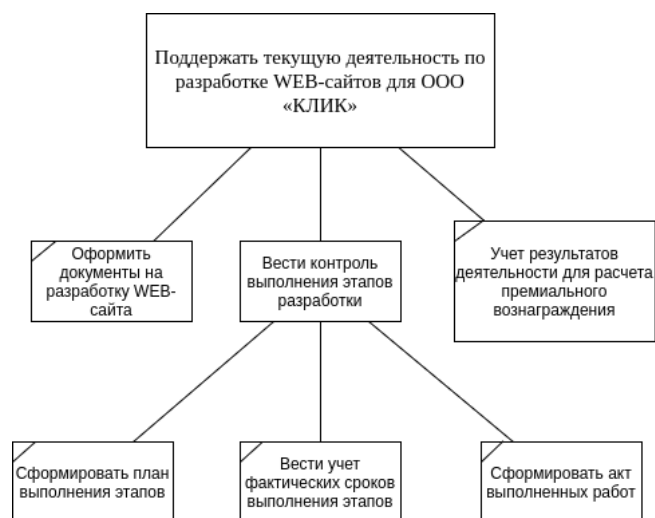 Поддержать текущую деятельность по
разработке WEB-сайтов для ООО
«КЛИК»
Оформить
документы на
разработку WEB-
сайта
Вести контроль
выполнения этапов
разработки
Учет результатов
деятельности для расчета
премиального
вознаграждения
Сформировать план
выполнения этапов
Вести учет
фактических сроков
выполнения этапов
Сформировать акт
выполненных работ